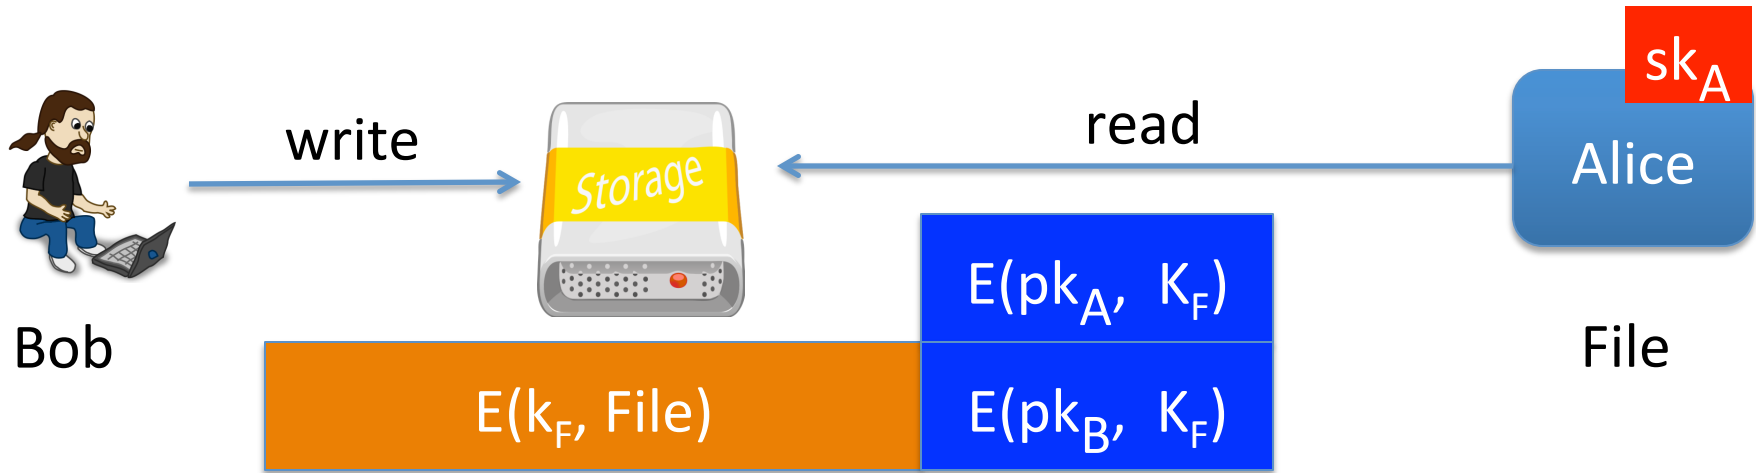 write
Storage
read
sk_A
Alice
Bob
E(pk_A, K_F)
File
E(k_F, File)
E(pk_B, K_F)